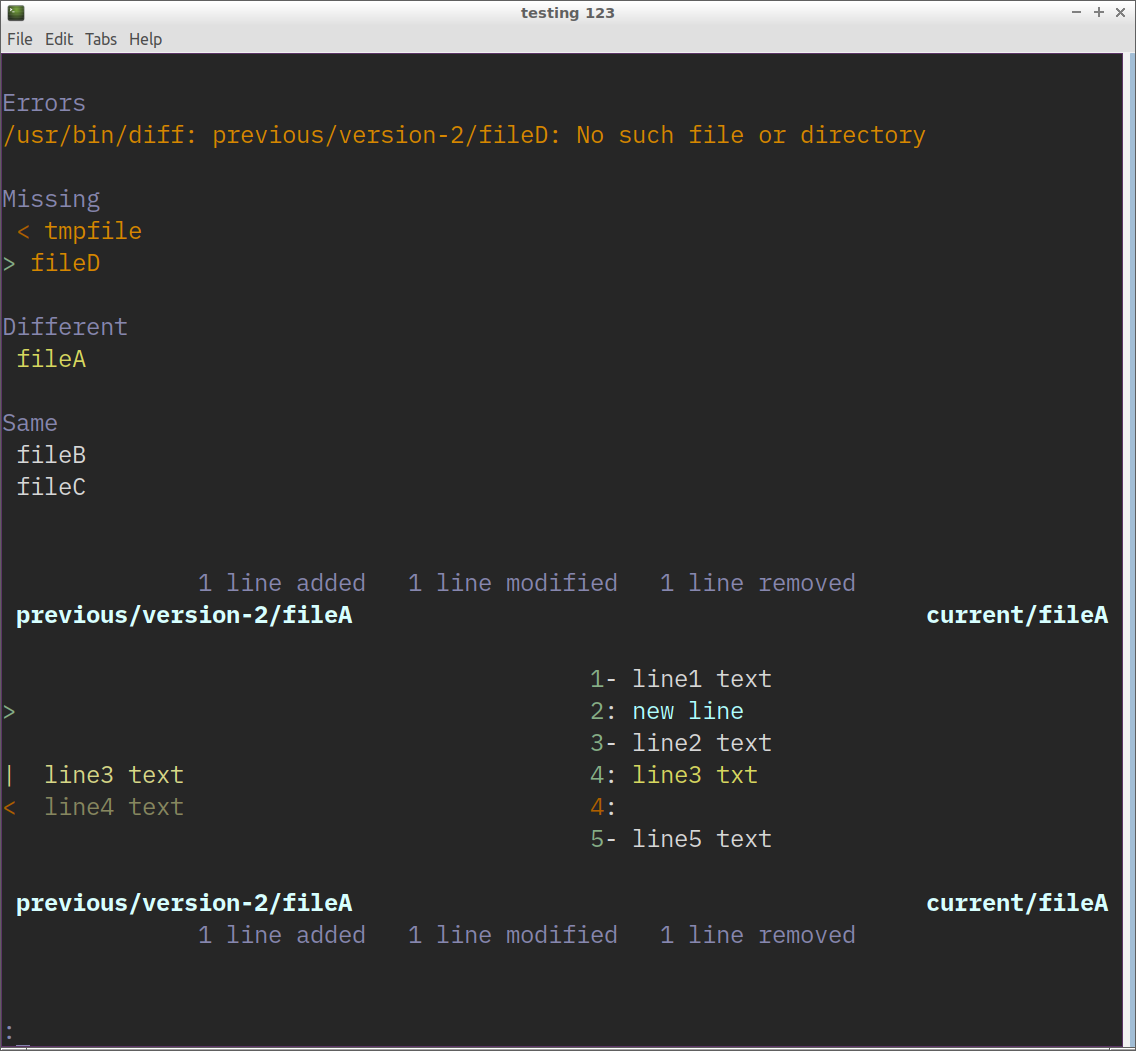 testing 123
File Edit Tabs Help
Errors
/usr/bin/diff: previous/version-2/fileD: No such file or directory
Missing
< tmpfile
> fileD
Different
fileA
Same
fileB
fileC
1 line added 1 line modified 1 line removed
previous/version-2/fileA current/fileA
1- line1 text
> 2: new line
3- line2 text
| line3 text 4: line3 txt
< line4 text 4:
5- line5 text
previous/version-2/fileA current/fileA
1 line added 1 line modified 1 line removed
:_